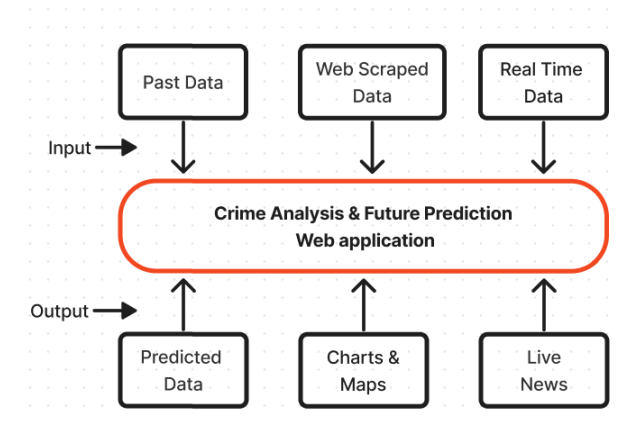 Past Data
Web Scraped
Data
Real Time
Data
Input
Crime Analysis & Future Prediction
Web application
Output
Predicted
Data
Charts &
Maps
Live
News